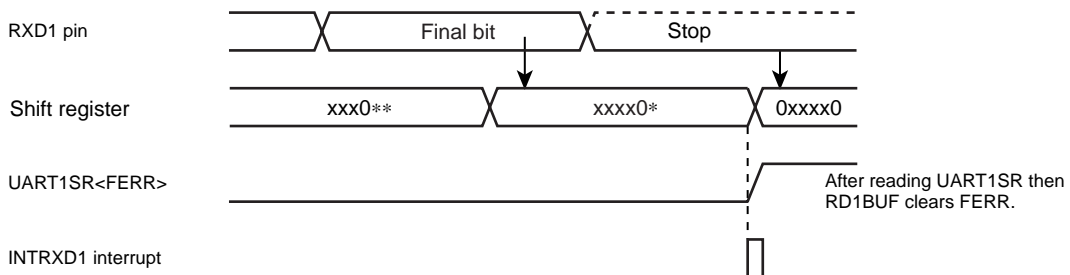 RXD1 pin
Final bit
Stop
Shift register
xxx0**
xxxx0*
0xxxx0
UART1SR<FERR>
After reading UART1SR then
RD1BUF clears FERR.
INTRXD1 interrupt